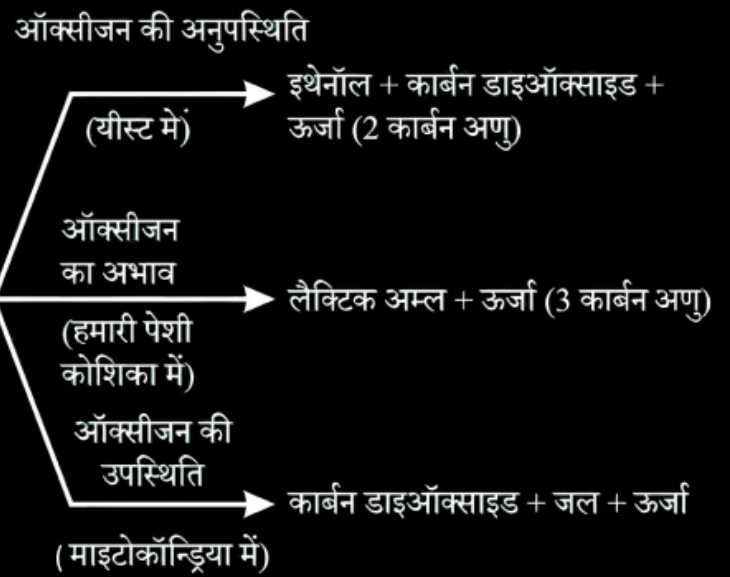 ऑक्सीजन की अनुपस्थिति
इथेनॉल + कार्बन डाइऑक्साइड +
(यीस्ट में)
ऊर्जा (2 कार्बन अणु)
ऑक्सीजन
का अभाव
लैक्टिक अम्ल + ऊर्जा (3 कार्बन अणु)
(हमारी पेशी
कोशिका में)
ऑक्सीजन की
उपस्थिति
कार्बन डाइऑक्साइड + जल + ऊर्जा
( माइटोकॉन्ड्रिया में)